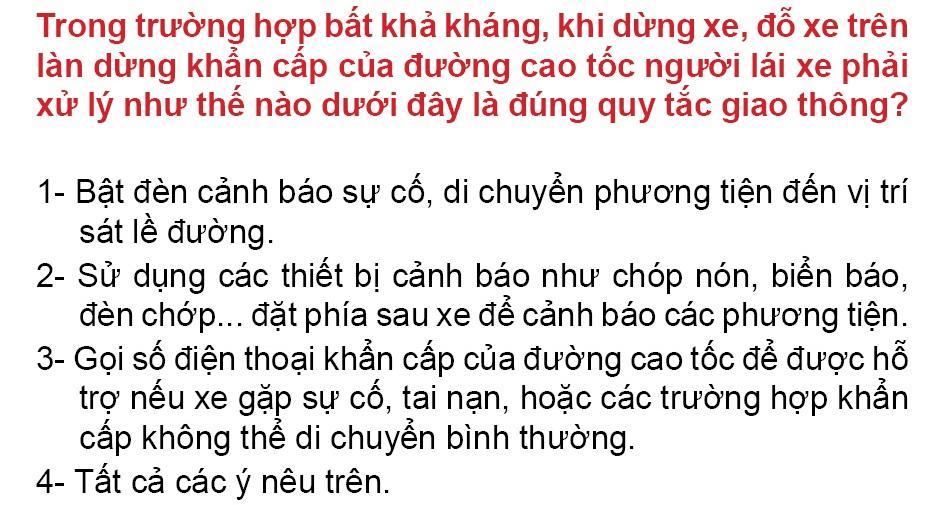 Trong trường hợp bất khả kháng, khi dừng xe, đỗ xe trên
làn dừng khẩn cấp của đường cao tốc người lái xe phải
xử lý như thế nào dưới đây là đúng quy tắc giao thông?
1- Bật đèn cảnh báo sự cố, di chuyển phương tiện đến vị trí
sát lề đường.
2- Sử dụng các thiết bị cảnh báo như chóp nón, biển báo,
đèn chớp... đặt phía sau xe để cảnh báo các phương tiện.
3- Gọi số điện thoại khẩn cấp của đường cao tốc để được hỗ
trợ nếu xe gặp sự cố, tai nạn, hoặc các trường hợp khẩn
cấp không thể di chuyển bình thường.
4- Tất cả các ý nêu trên.